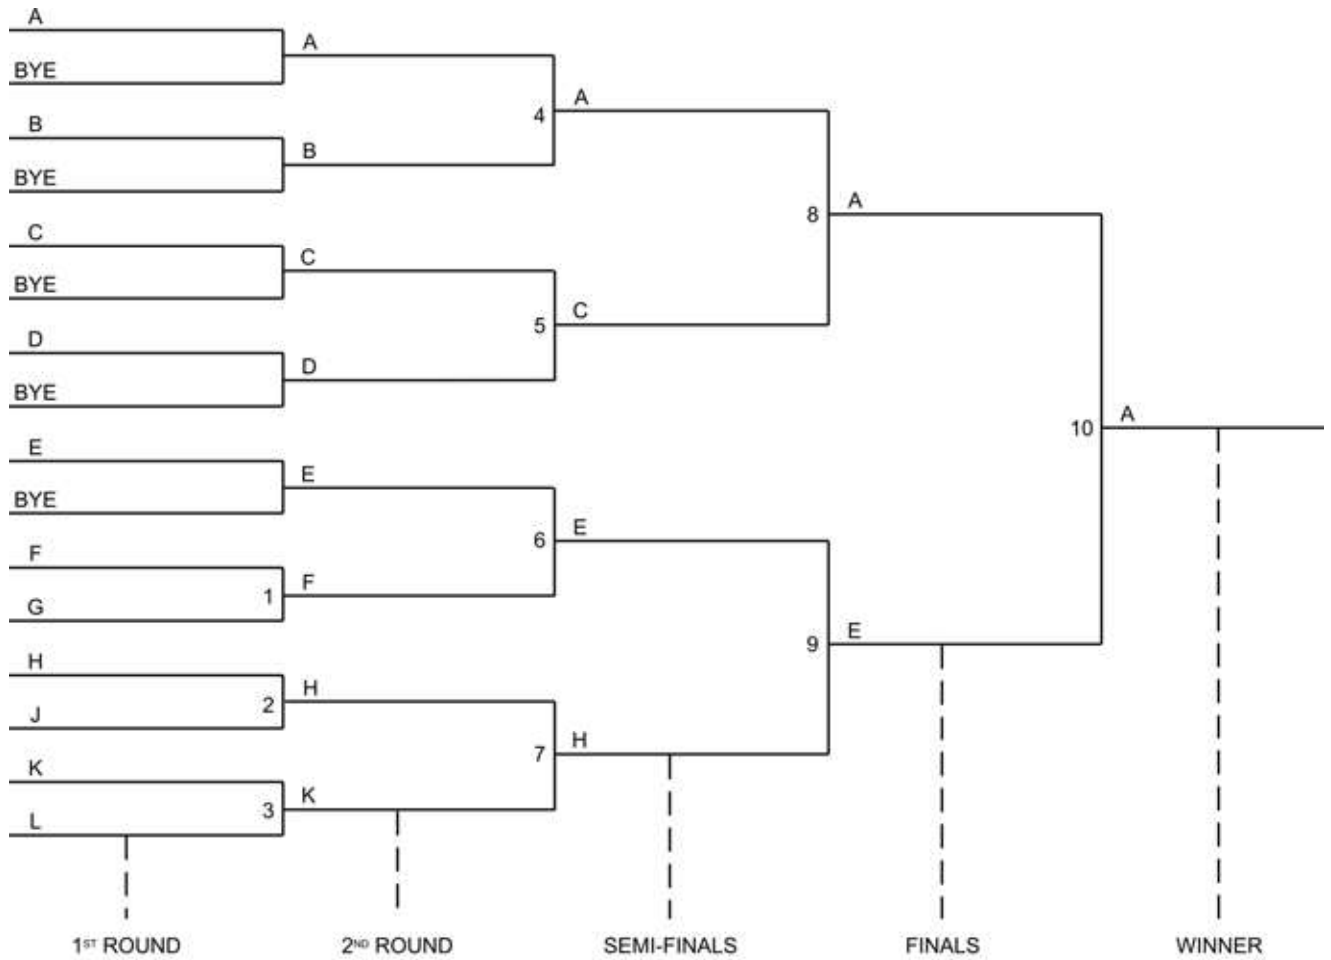 A
BYE
B
BYE
C
BYE
D
BYE
E
BYE
F
G
1
H
J
2
K
L
3
A
B
4
C
D
5
E
F
6
H
K
7
A
C
8
E
H
9
A
E
10
A
1ST ROUND
2ND ROUND
SEMI-FINALS
FINALS
WINNER